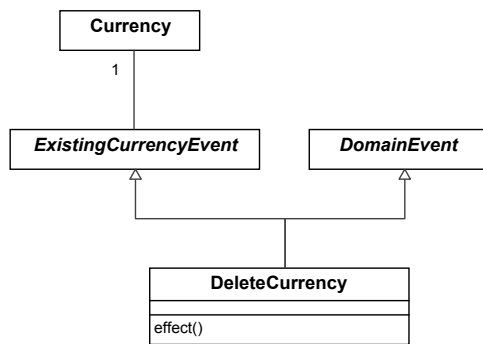 Currency
1
ExistingCurrencyEvent
DomainEvent
DeleteCurrency
effect()